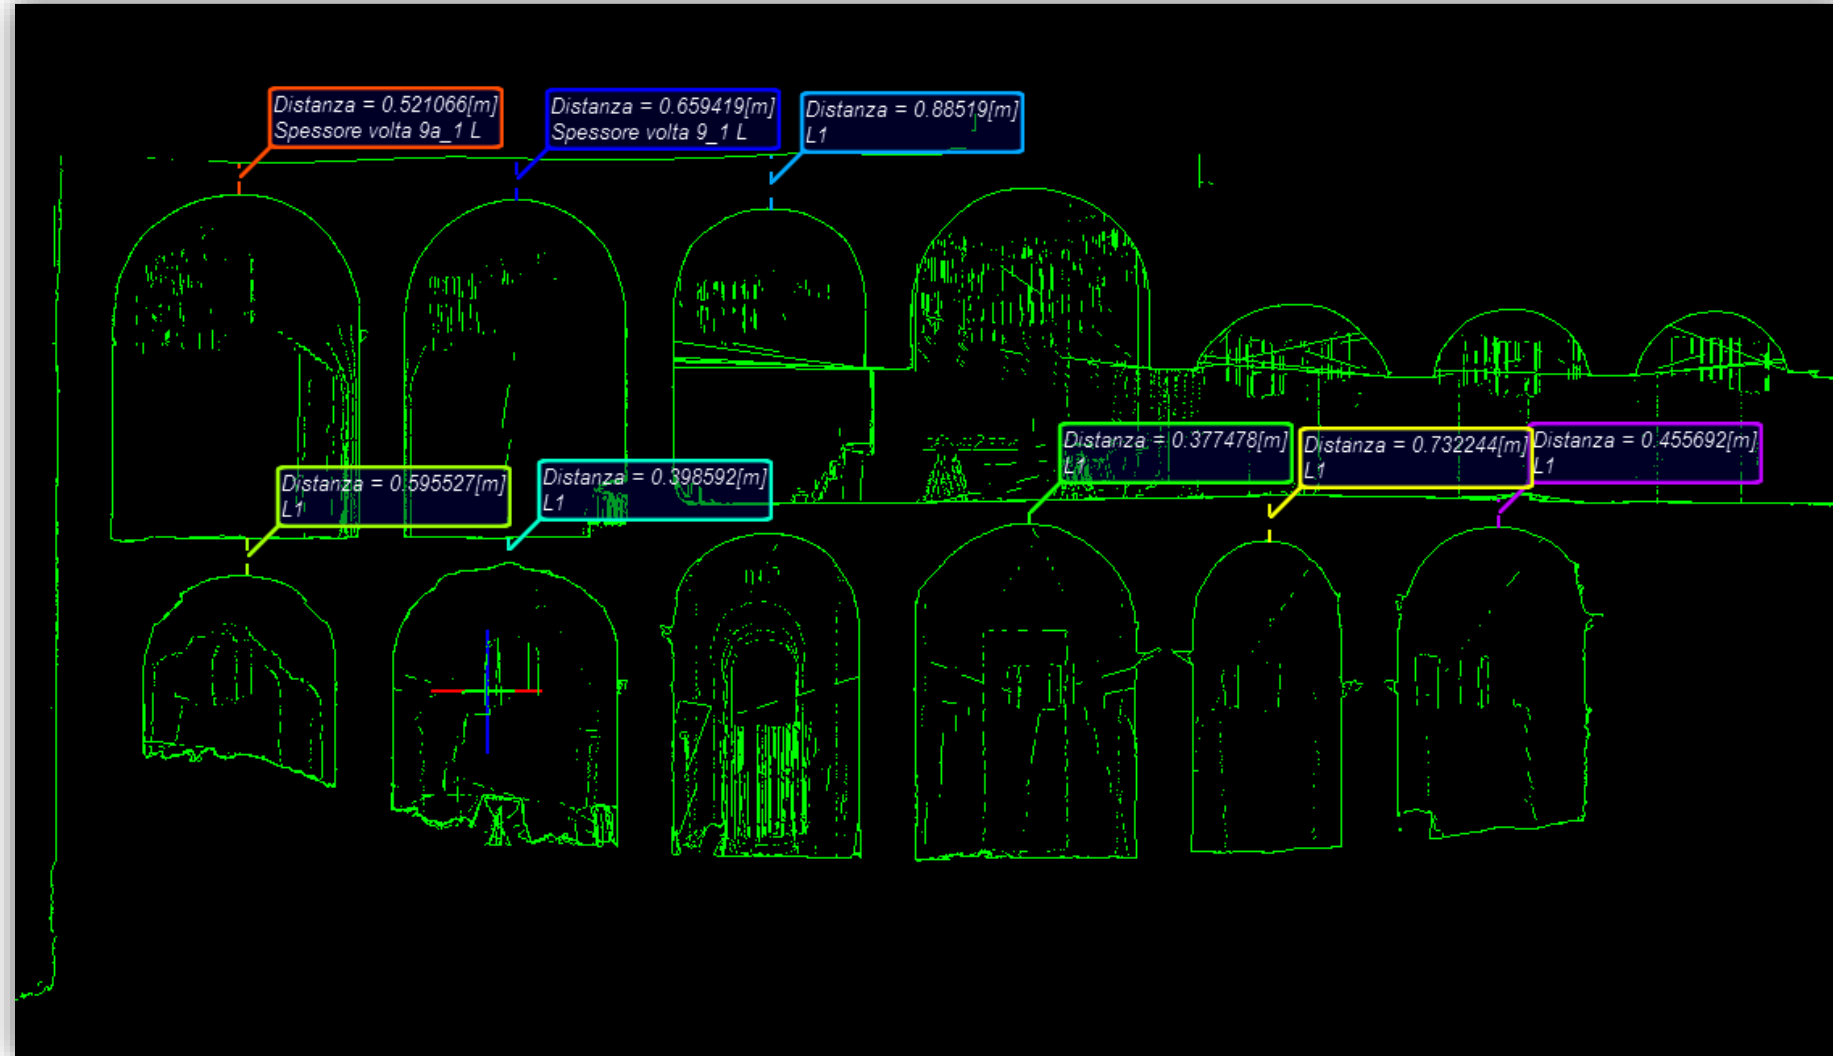 Distanza = 0.521066[m]
Spessore volta 9a_1 L
Distanza = 0.659419[m]
Spessore volta 9_1 L
Distanza = 0.88519[m]
L1
Distanza = 0.377478[m]
L1
Distanza = 0.732244[m]
L1
Distanza = 0.455692[m]
L1
Distanza = 0.595527[m]
L1
Distanza = 0.398592[m]
L1